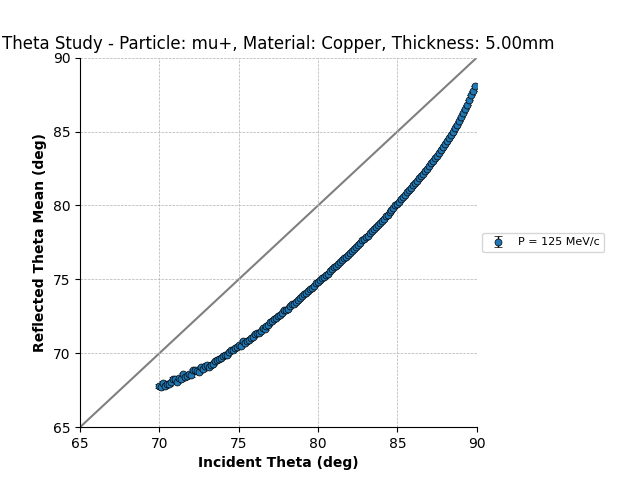 Theta Study - Particle: mu+, Material: Copper, Thickness: 5.00mm
90
85
80
75
70
65
Reflected Theta Mean (deg)
65 70 75 80 85 90
Incident Theta (deg)
P = 125 MeV/c